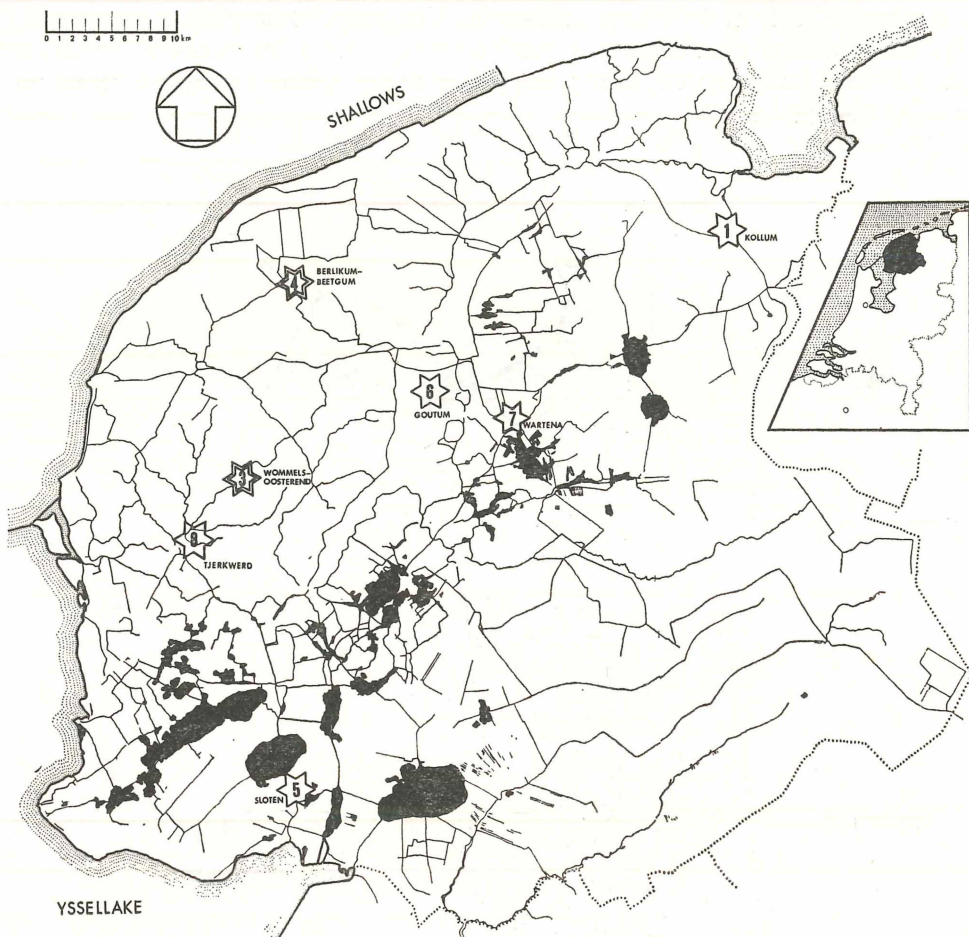 0 1 2 3 4 5 6 7 8 9 10 km
SHALLOWS
1
KOLLUM
4
BERLIKUM-
BEETGUM
6
GOUTUM
7
WARTENA
3
WOMMELS-
OOSTEREND
TJERKWERD
5
SLOTEN
YSSELLAKE